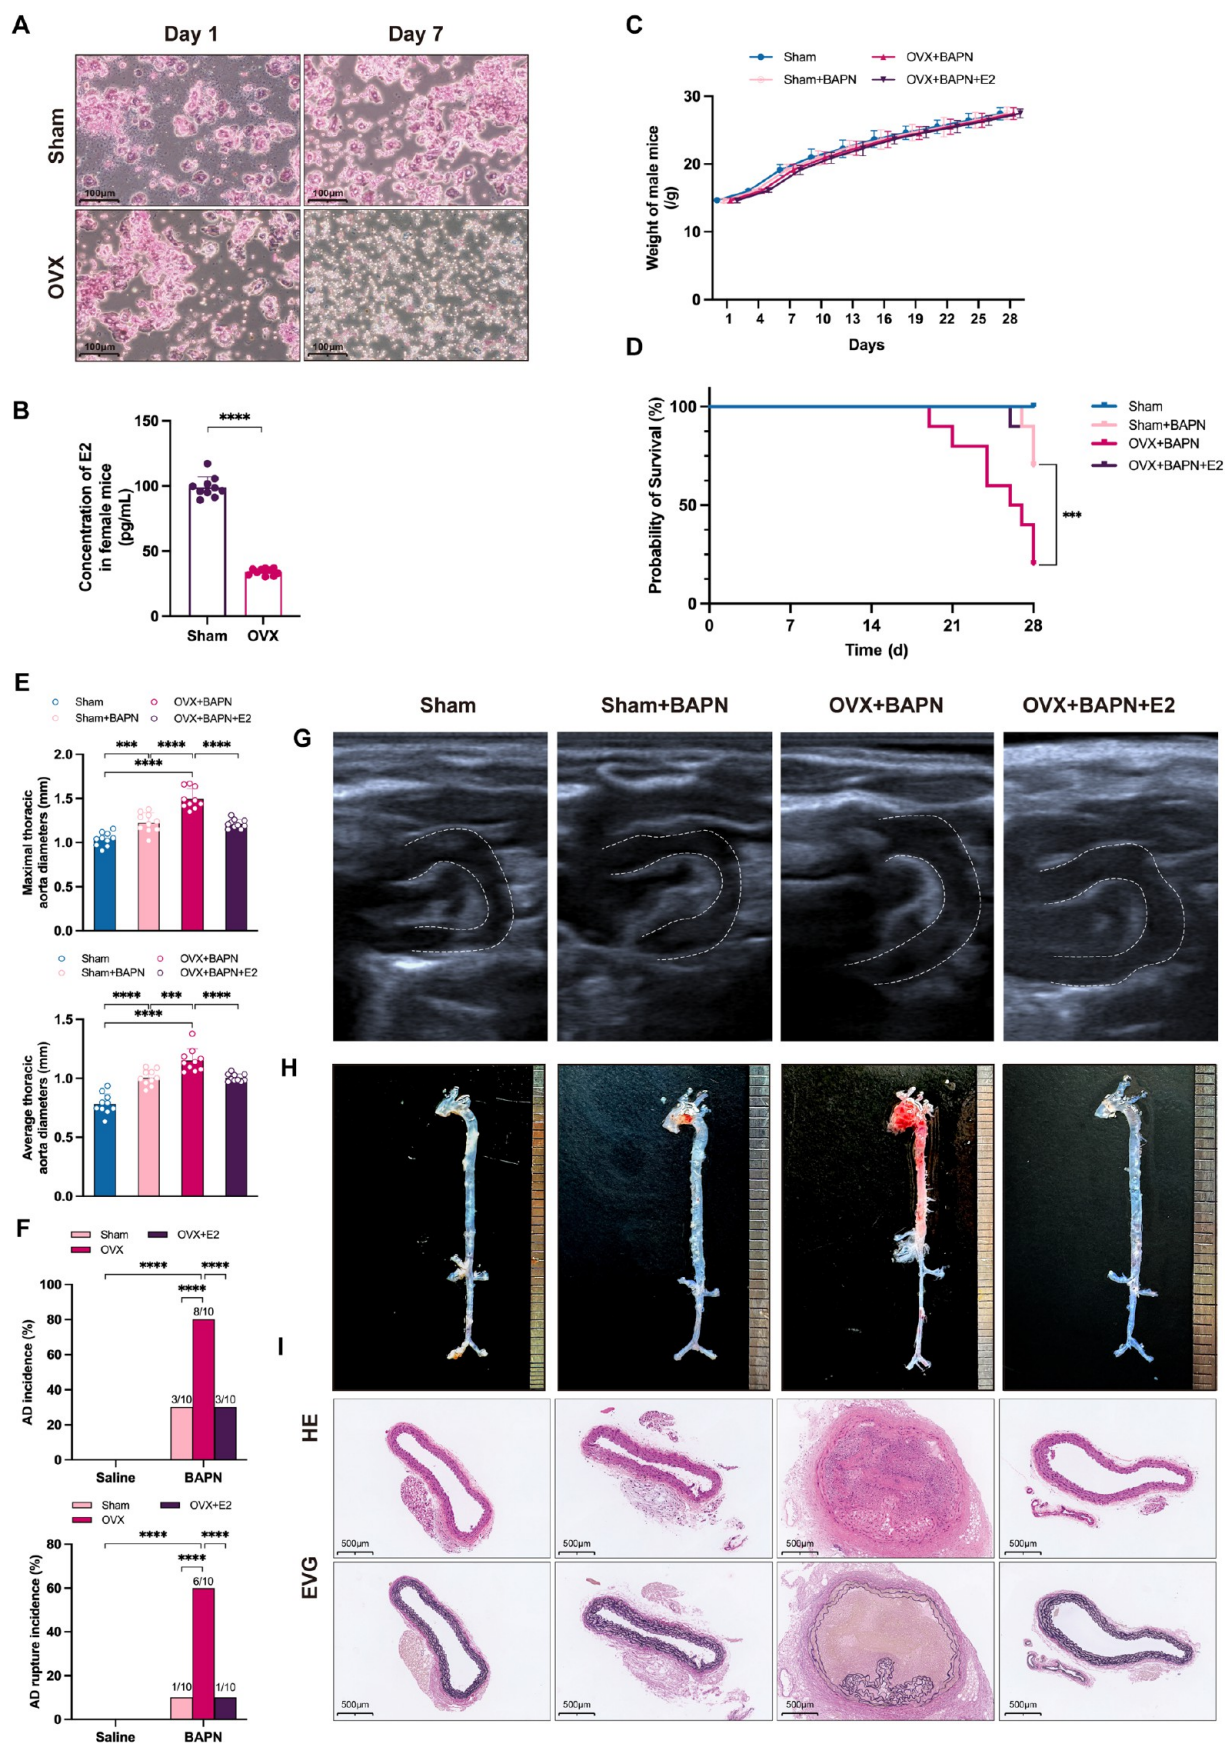 A
Day 1
Day 7
Sham
100μm
100μm
OVX
100μm
100μm
B
****
150
100
50
0
Concentration of E2
in female mice
(pg/mL)
Sham
OVX
C
Sham
OVX+BAPN
Sham+BAPN
OVX+BAPN+E2
30
20
10
0
Weight of male mice
(/g)
1 4 7 10 13 16 19 22 25 28
Days
D
Probability of Survival (%)
100
50
0
0 7 14 21 28
Time (d)
Sham
Sham+BAPN
OVX+BAPN
OVX+BAPN+E2
***
E
Sham
OVX+BAPN
Sham+BAPN
OVX+BAPN+E2
*** **** ****
****
2.0
1.5
1.0
0.5
0.0
Maximal thoracic
aorta diameters (mm)
Sham
OVX+BAPN
Sham+BAPN
OVX+BAPN+E2
**** *** ****
****
1.5
1.0
0.5
0.0
Average thoracic
aorta diameters (mm)
F
Sham
OVX+E2
OVX
**** ****
****
100
80
60
40
20
0
AD incidence (%)
8/10
3/10
3/10
Saline
BAPN
Sham
OVX+E2
OVX
**** ****
****
80
60
40
20
0
AD rupture incidence (%)
6/10
1/10
1/10
Saline
BAPN
Sham
Sham+BAPN
OVX+BAPN
OVX+BAPN+E2
G
H
I
HE
500μm
500μm
500μm
500μm
EVG
500μm
500μm
500μm
500μm